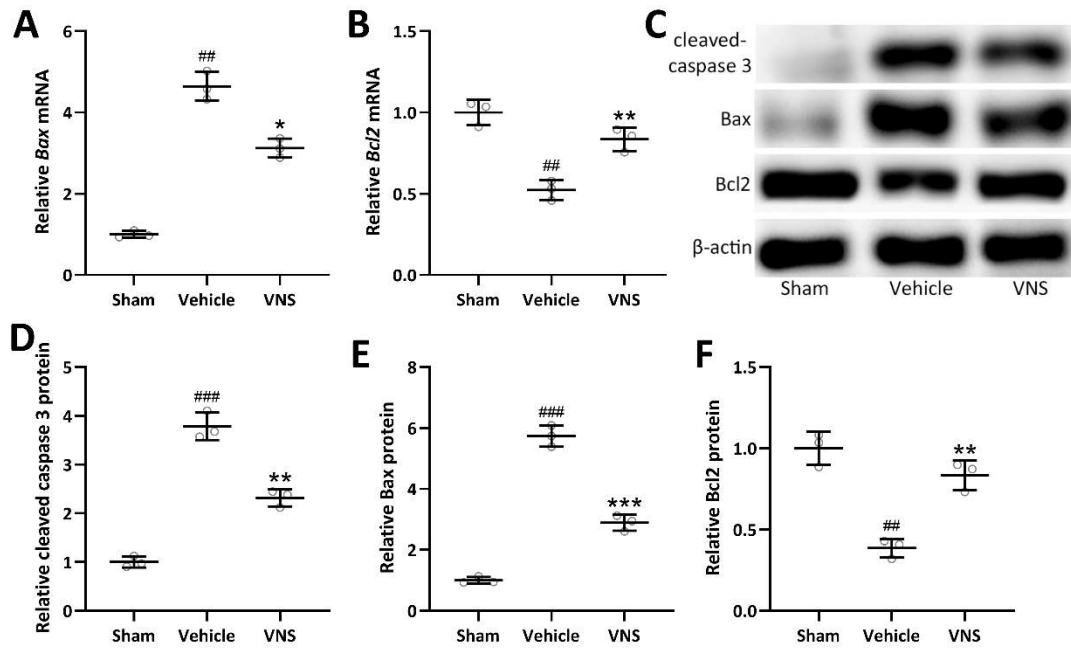 A
Relative Bax mRNA
6
4
2
0
##
*
Sham Vehicle VNS
B
Relative Bcl2 mRNA
1.5
1.0
0.5
0.0
##
**
Sham Vehicle VNS
C
cleaved-
caspase 3
Bax
Bcl2
β-actin
Sham Vehicle VNS
D
Relative cleaved caspase 3 protein
5
4
3
2
1
0
###
**
Sham Vehicle VNS
E
Relative Bax protein
8
6
4
2
0
###
***
Sham Vehicle VNS
F
Relative Bcl2 protein
1.5
1.0
0.5
0.0
##
**
Sham Vehicle VNS